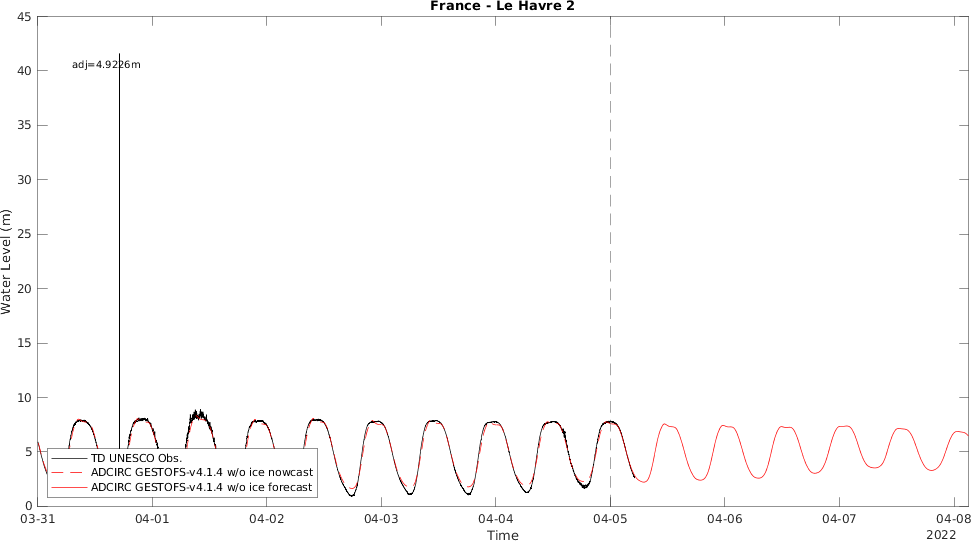 France - Le Havre 2
45
40
35
30
25
20
15
10
5
0
Water Level (m)
adj=4.9226m
TD UNESCO Obs.
ADCIRC GESTOFS-v4.1.4 w/o ice nowcast
ADCIRC GESTOFS-v4.1.4 w/o ice forecast
03-31 04-01 04-02 04-03 04-04 04-05 04-06 04-07 04-08
Time
2022